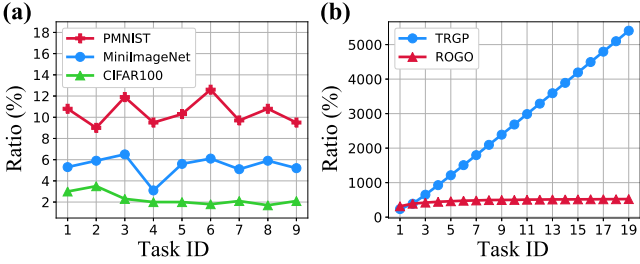 (a)
Ratio (%)
18
16
14
12
10
8
6
4
2
PMNIST
MiniImageNet
CIFAR100
1 2 3 4 5 6 7 8 9
Task ID
(b)
Ratio (%)
5000
4000
3000
2000
1000
0
TRGP
ROGO
1 3 5 7 9 11 13 15 17 19
Task ID